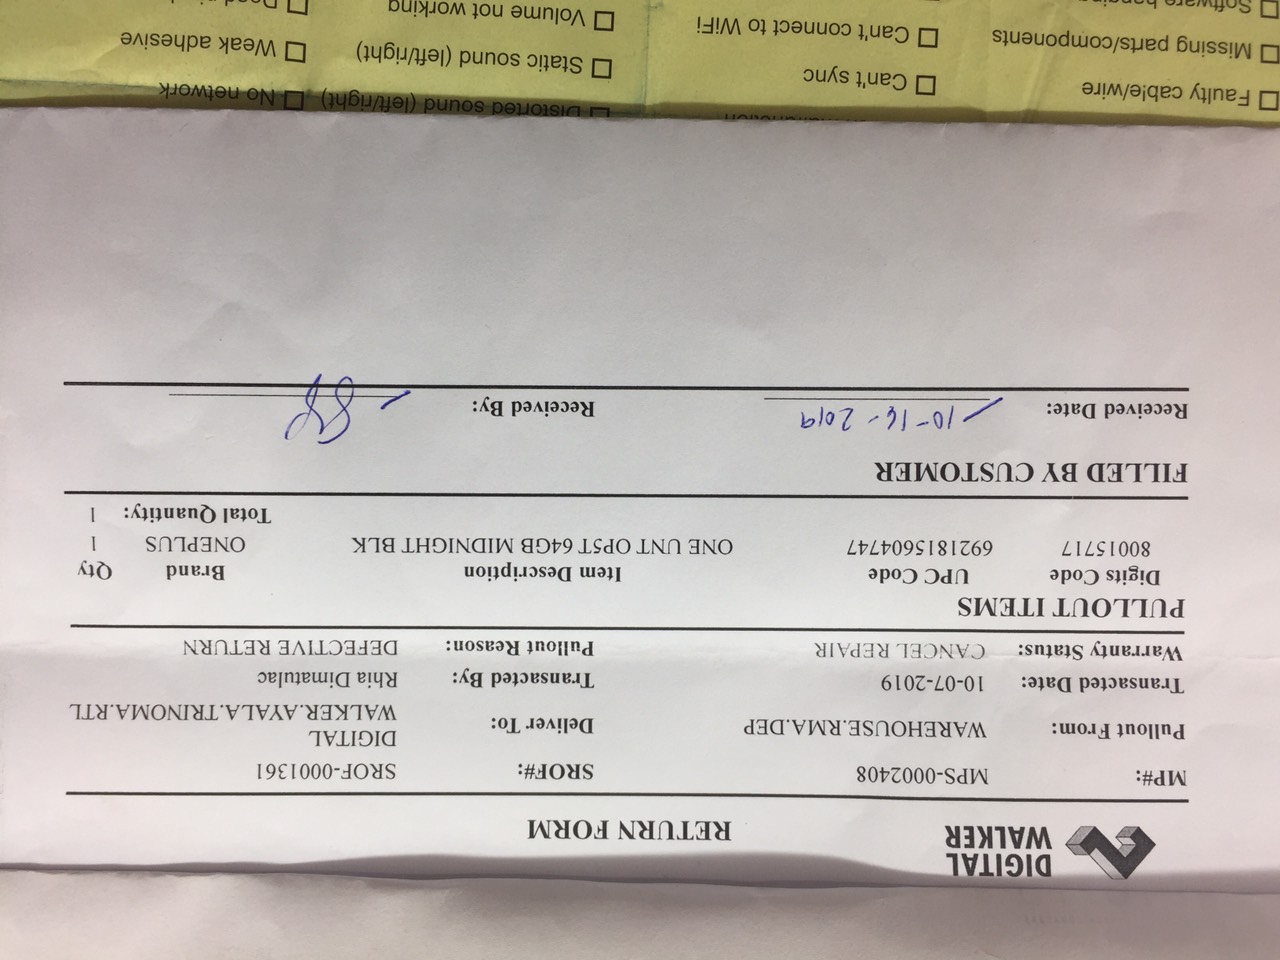 DIGITAL
WALKER
RETURN FORM
MP#: MPS-0002408 SROF#: SROF-0001361
Pullout From: WAREHOUSE.RMA.DEP Deliver To: DIGITAL
WALKER.AYALA.TRINOMA.RTL
Transacted Date: 10-07-2019 Transacted By: Rhia Dimatulac
Warranty Status: CANCEL REPAIR Pullout Reason: DEFECTIVE RETURN
PULLOUT ITEMS
Digits Code UPC Code Item Description Brand Qty
80015717 6921815604747 ONE UNT OP5T 64GB MIDNIGHT BLK ONEPLUS 1
Total Quantity: 1
FILLED BY CUSTOMER
Received Date: 10-16-2019 Received By:
Faulty cable/wire Can't sync Distorted sound (left/right) No network
Missing parts/components Can't connect to WiFi Static sound (left/right) Weak adhesive
Software Volume not working